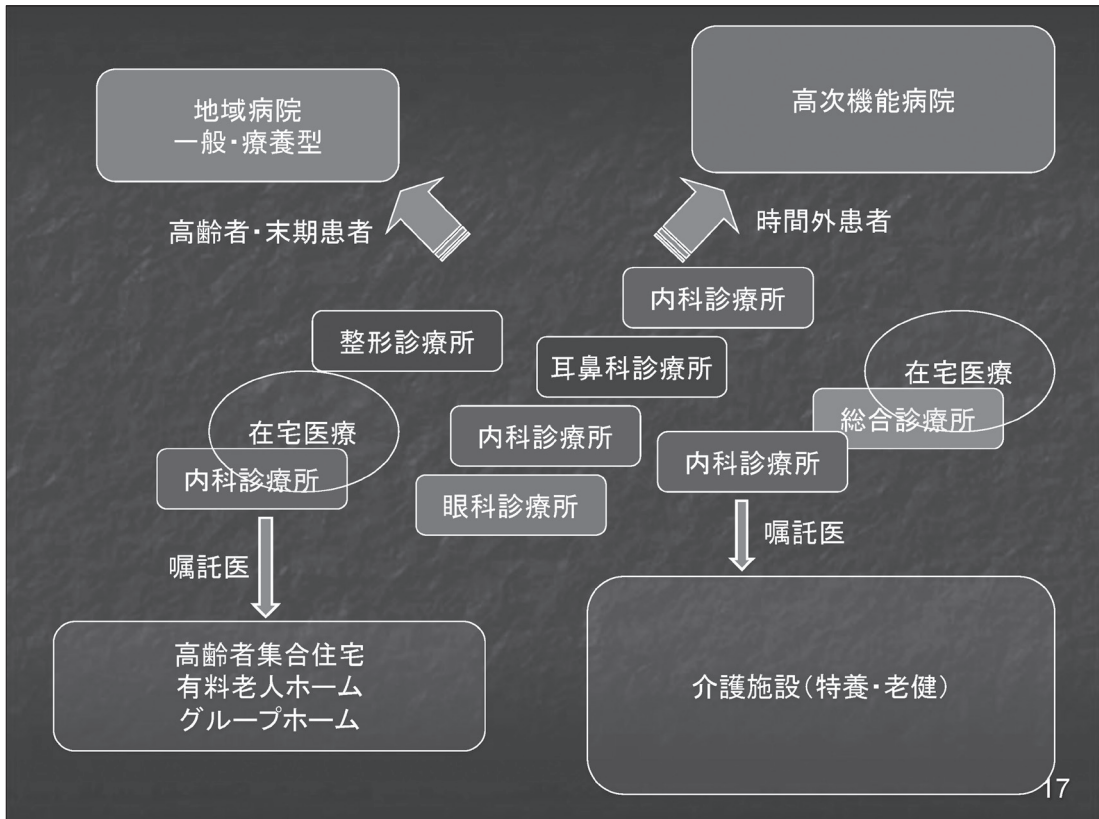 地域病院
一般・療養型
高次機能病院
高齢者・末期患者
時間外患者
内科診療所
整形診療所
耳鼻科診療所
在宅医療
総合診療所
在宅医療
内科診療所
内科診療所
内科診療所
眼科診療所
嘱託医
嘱託医
高齢者集合住宅
有料老人ホーム
グループホーム
介護施設(特養・老健)
17